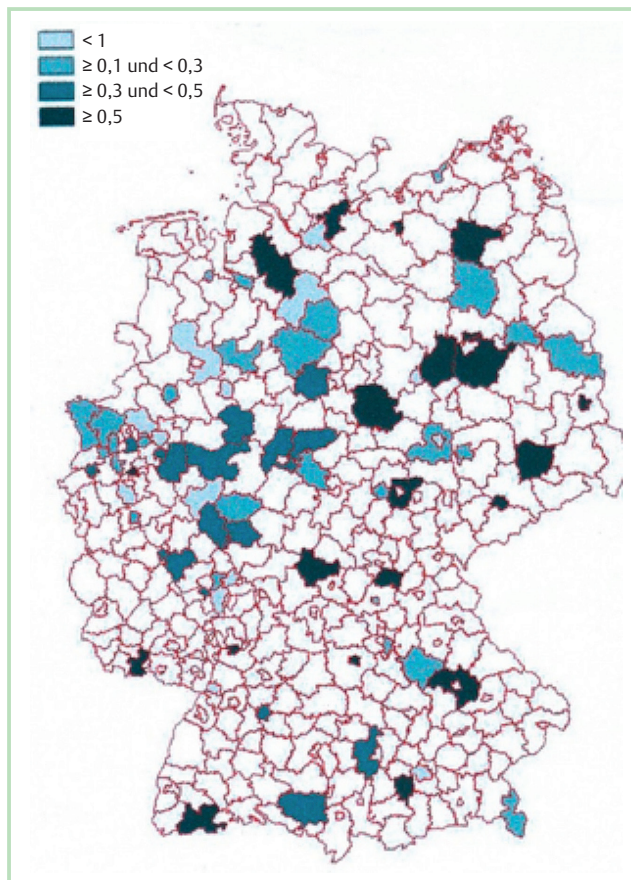 < 1
≥ 0,1 und < 0,3
≥ 0,3 und < 0,5
≥ 0,5